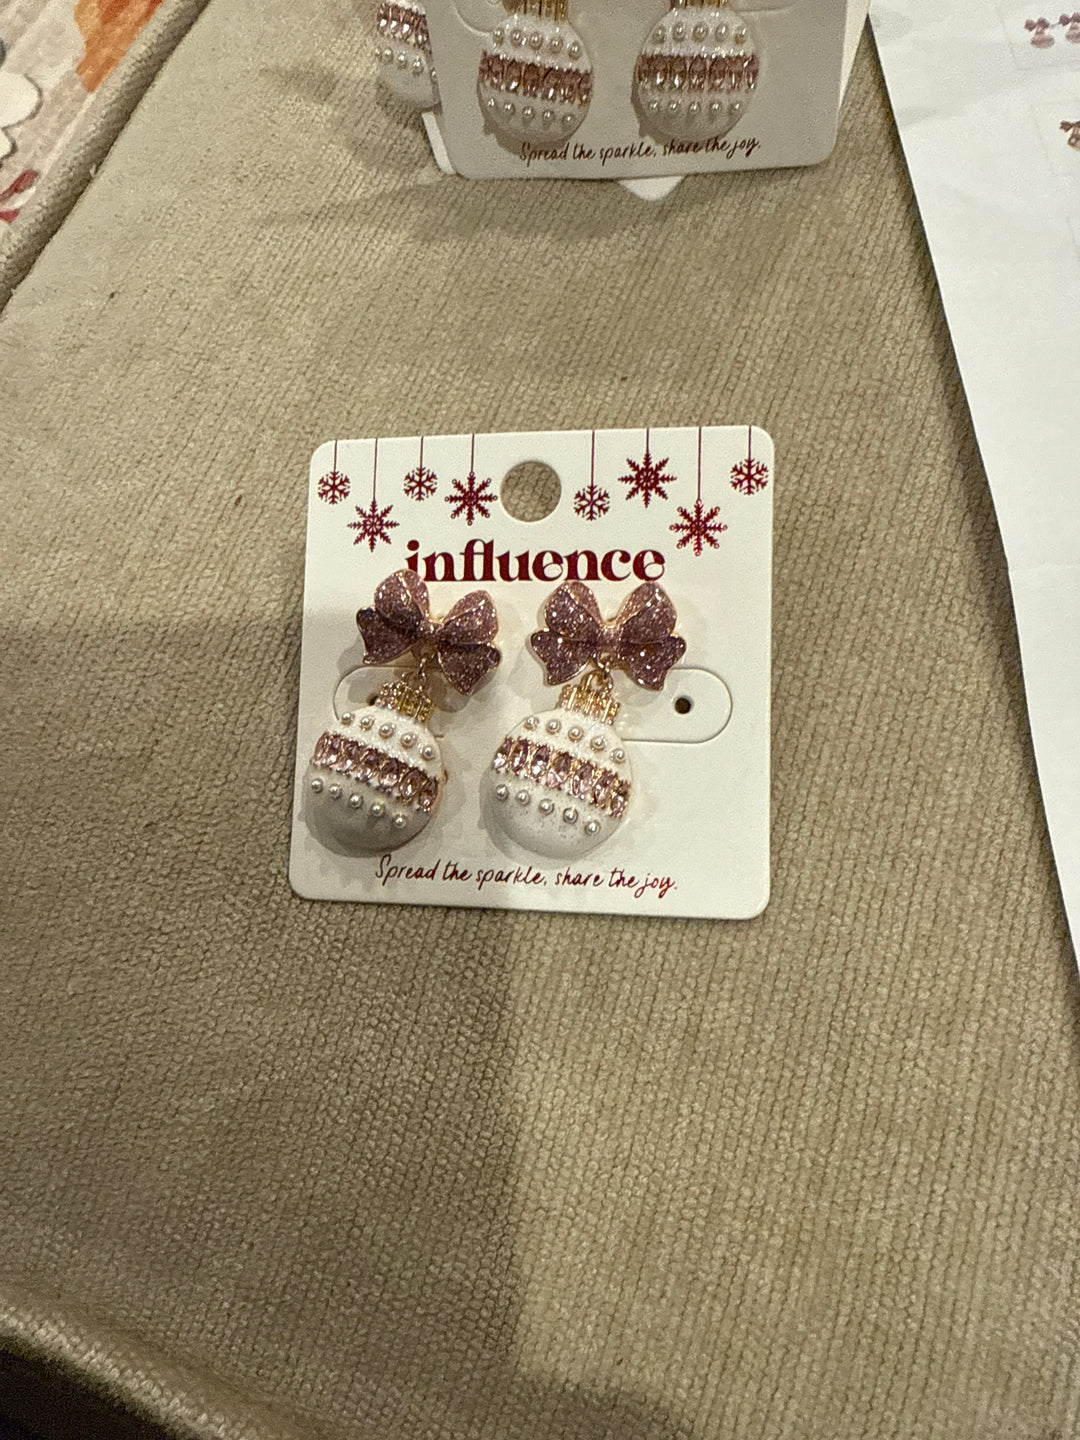 Spread the sparkle, share the joy.
influence
Spread the sparkle, share the joy.